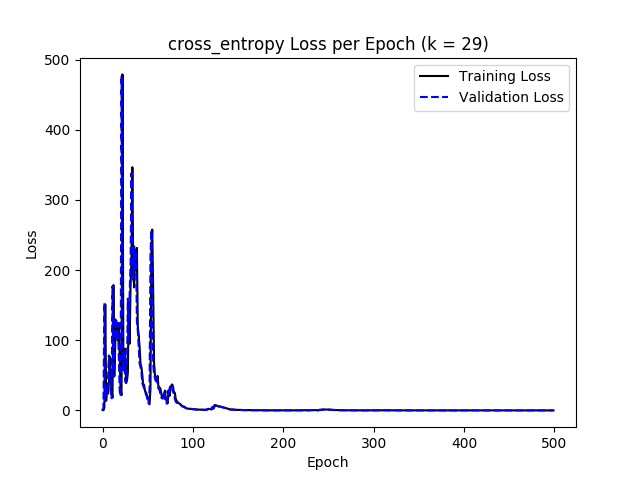 cross_entropy Loss per Epoch (k = 29)
Training Loss
Validation Loss
500
400
300
200
100
0
Loss
0 100 200 300 400 500
Epoch